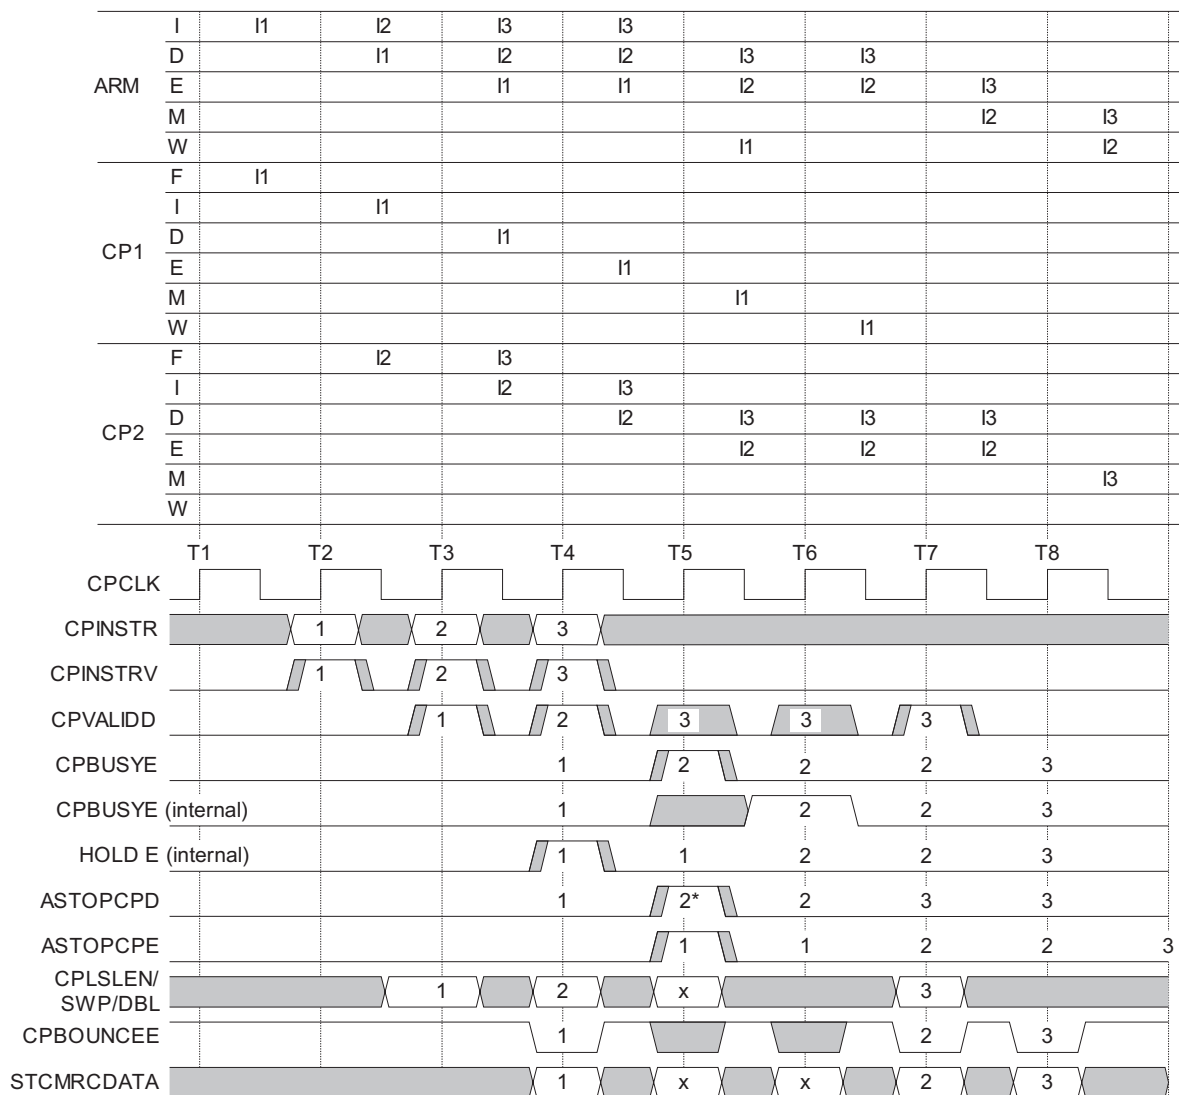 I I1 I2 I3 I3
D I1 I2 I2 I3 I3
ARM E I1 I1 I2 I2 I3
M I2 I3
W I1 I2
F I1
I I1
D I1
CP1
E I1
M I1
W I1
F I2 I3
I I2 I3
D I2 I3 I3 I3
CP2
E I2 I2 I2
M I3
W
T1 T2 T3 T4 T5 T6 T7 T8
CPCLK
CPINSTR 1 2 3
CPINSTRV 1 2 3
CPVALIDD 1 2 3 3 3
CPBUSYE 1 2 2 2 3
CPBUSYE (internal) 1 2 2 3
HOLD E (internal) 1 1 2 2 3
ASTOPCPD 1 2* 2 3 3
ASTOPCPE 1 1 2 2 3
CPLSLEN/
SWP/DBL 1 2 x 3
CPBOUNCEE 1 2 3
STCMRCDATA 1 x x 2 3